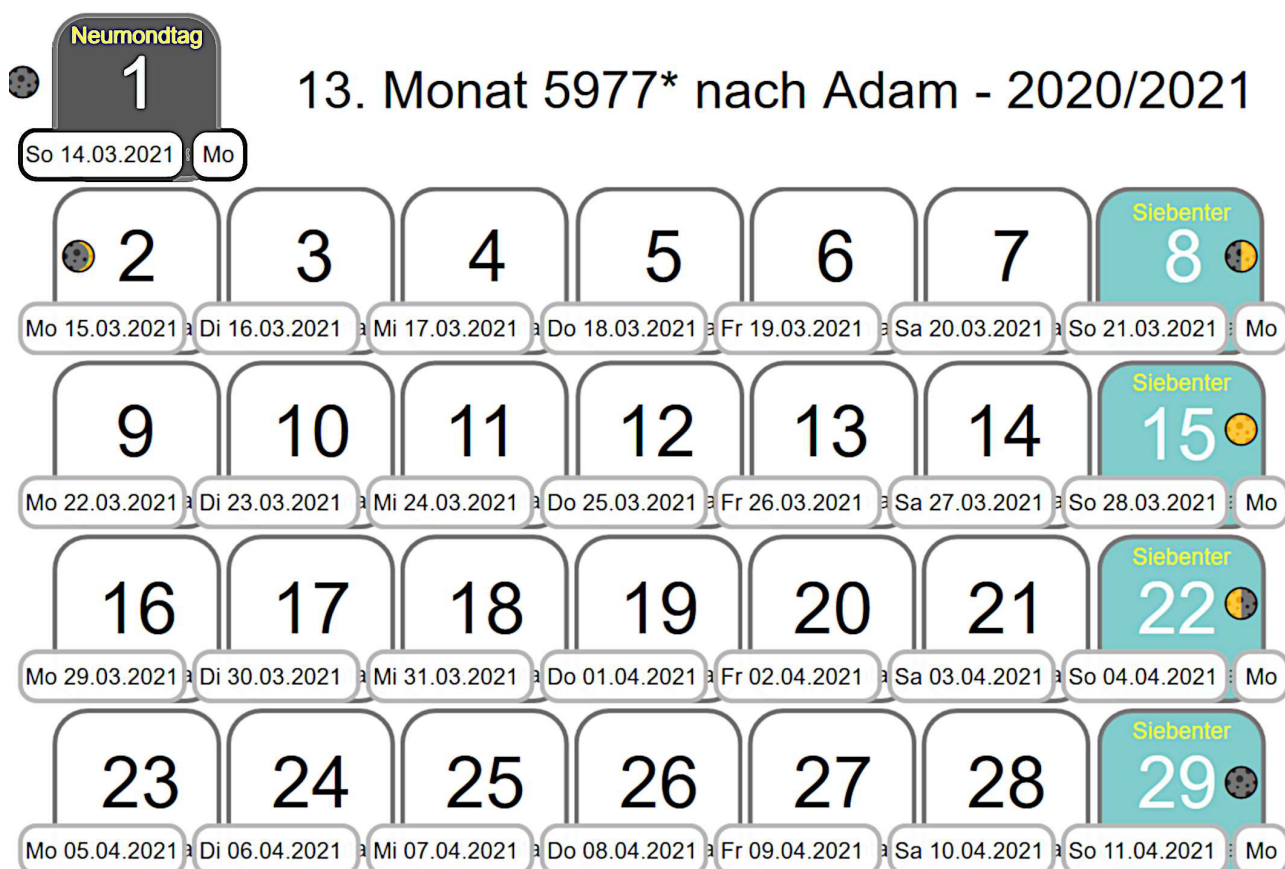 Neumondtag
1
13. Monat 5977* nach Adam - 2020/2021
So 14.03.2021 Mo
Siebenter
2 3 4 5 6 7 8
Mo 15.03.2021 Di 16.03.2021 Mi 17.03.2021 Do 18.03.2021 Fr 19.03.2021 Sa 20.03.2021 So 21.03.2021 Mo
Siebenter
9 10 11 12 13 14 15
Mo 22.03.2021 Di 23.03.2021 Mi 24.03.2021 Do 25.03.2021 Fr 26.03.2021 Sa 27.03.2021 So 28.03.2021 Mo
Siebenter
16 17 18 19 20 21 22
Mo 29.03.2021 Di 30.03.2021 Mi 31.03.2021 Do 01.04.2021 Fr 02.04.2021 Sa 03.04.2021 So 04.04.2021 Mo
Siebenter
23 24 25 26 27 28 29
Mo 05.04.2021 Di 06.04.2021 Mi 07.04.2021 Do 08.04.2021 Fr 09.04.2021 Sa 10.04.2021 So 11.04.2021 Mo